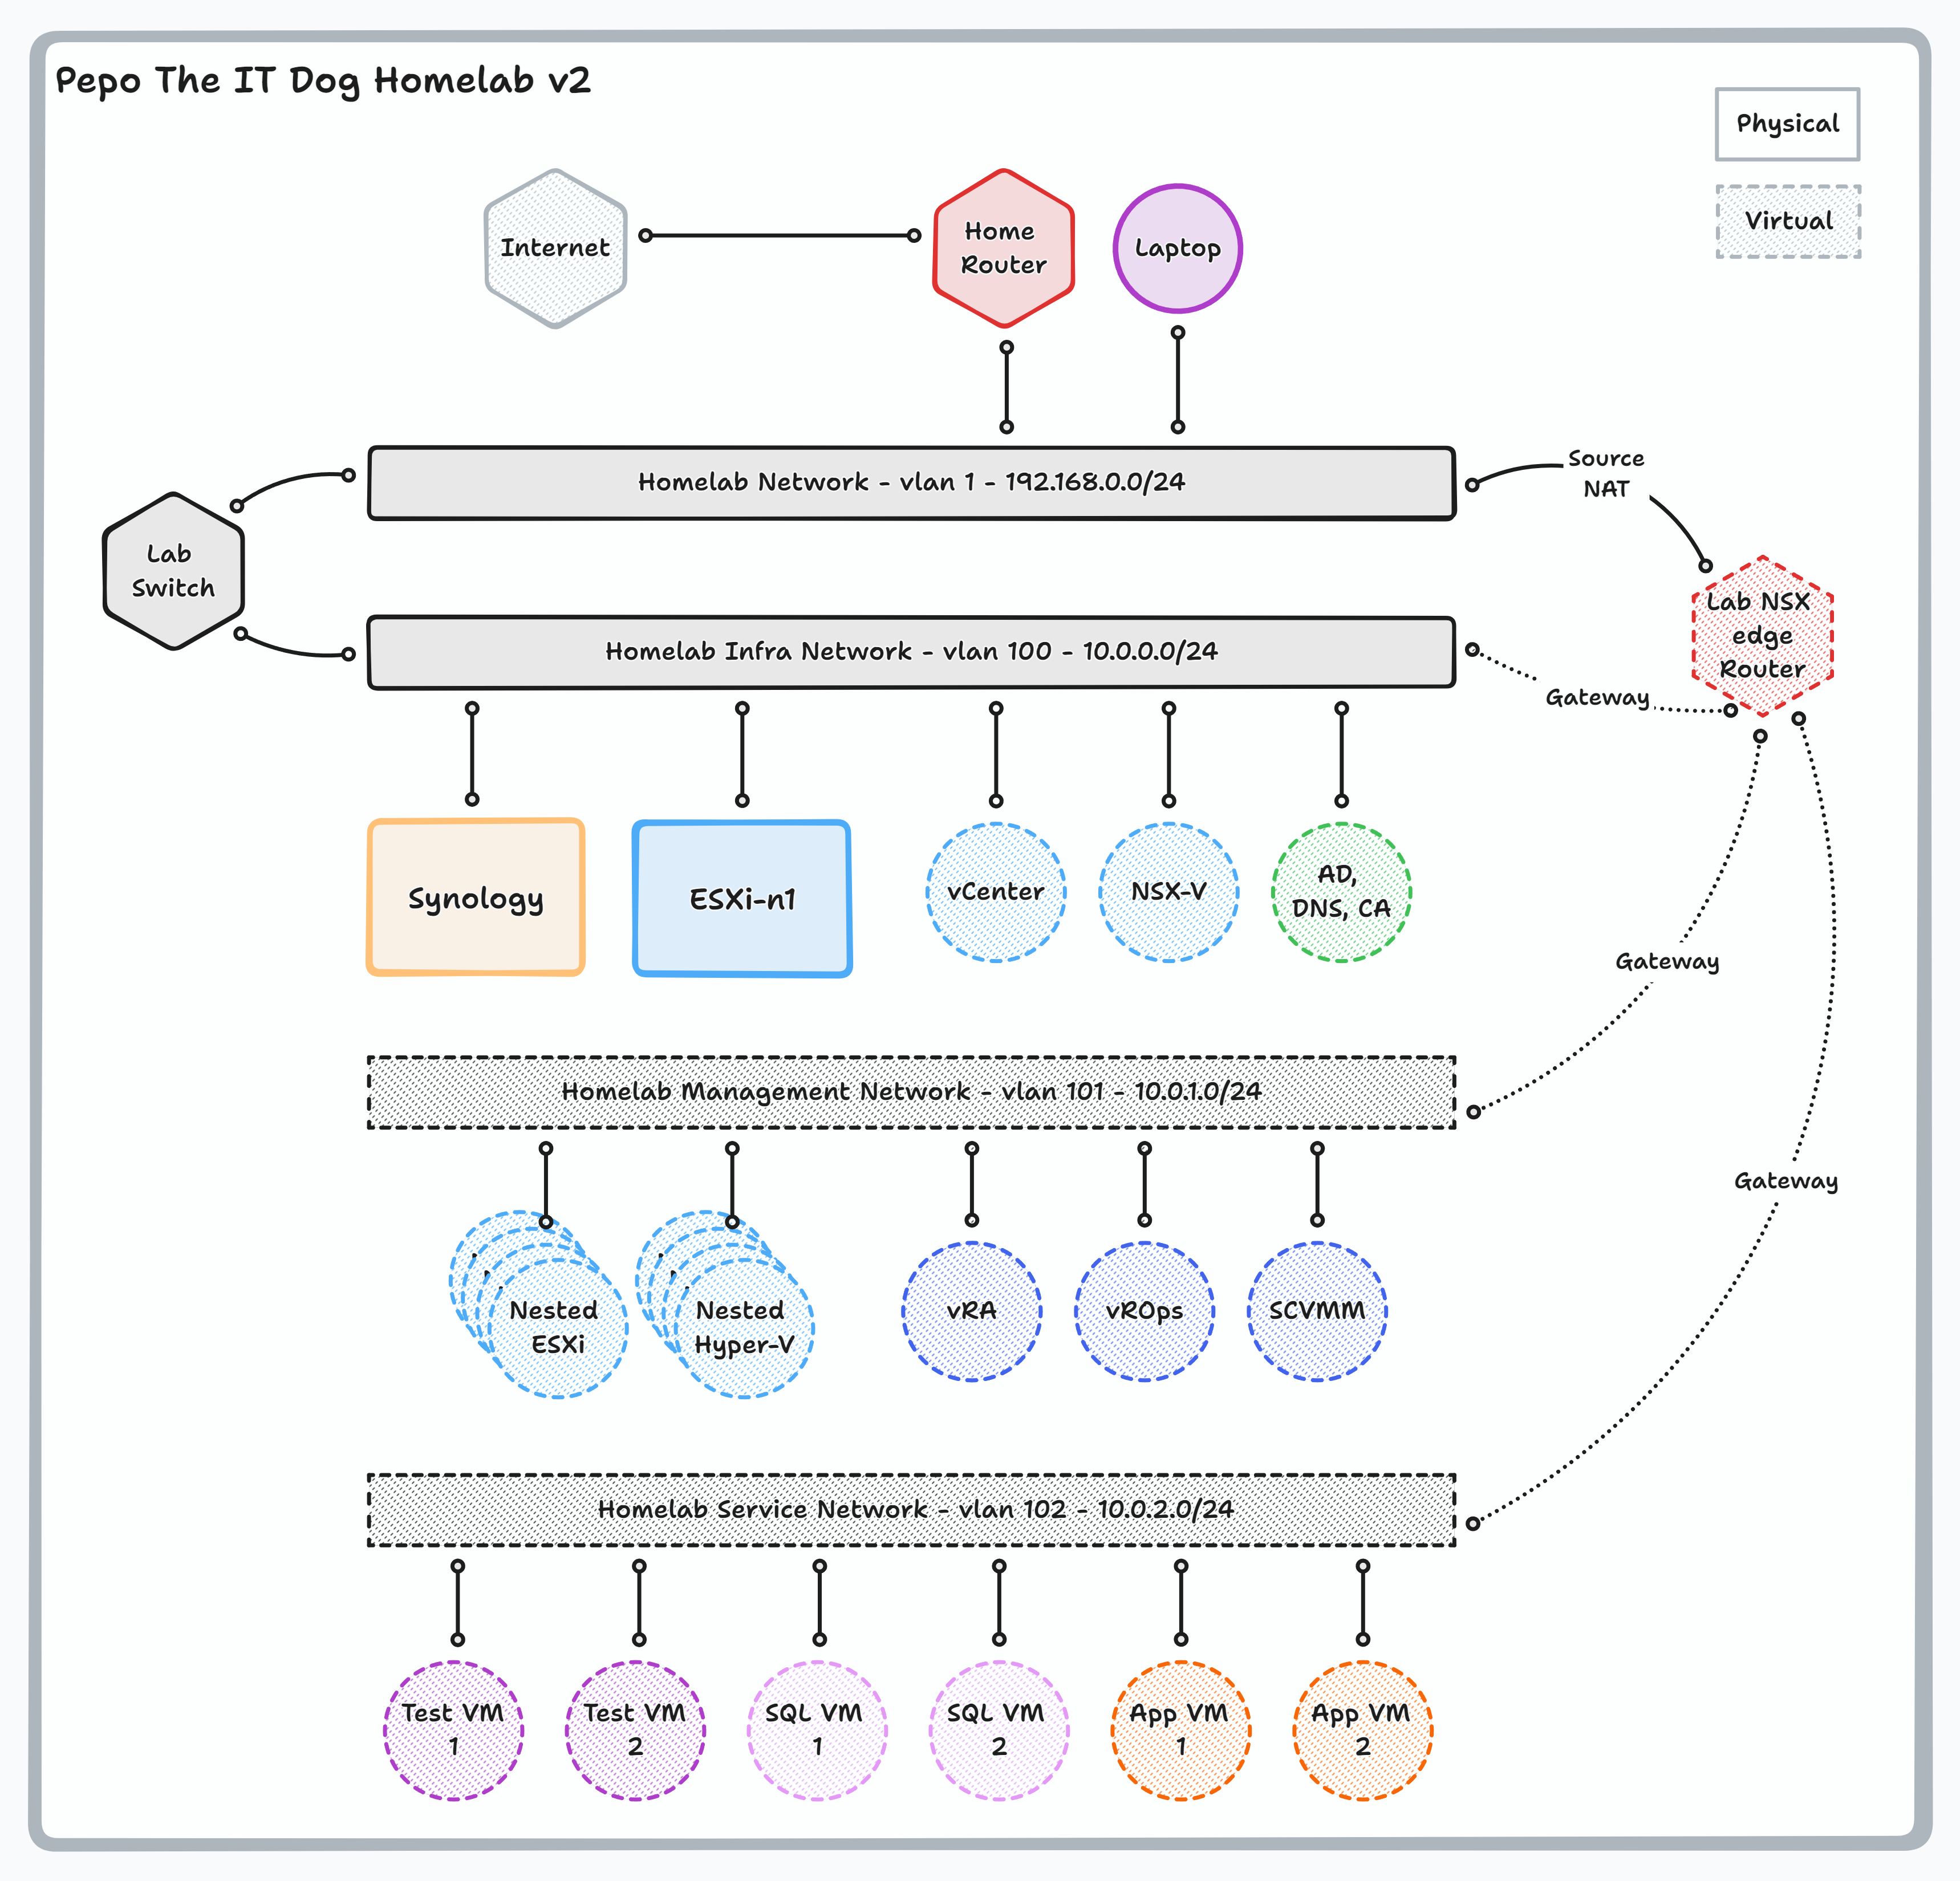 Pepo The IT Dog Homelab v2
Physical
Virtual
Internet
Home
Router
Laptop
Homelab Network - vlan 1 - 192.168.0.0/24
Source
NAT
Lab
Switch
Lab NSX
edge
Router
Homelab Infra Network - vlan 100 - 10.0.0.0/24
Gateway
Synology
ESXi-n1
vCenter
NSX-V
AD,
DNS, CA
Gateway
Homelab Management Network - vlan 101 - 10.0.1.0/24
Gateway
Nested
ESXi
Nested
Hyper-V
vRA
vROps
SCVMM
Homelab Service Network - vlan 102 - 10.0.2.0/24
Test VM
1
Test VM
2
SQL VM
1
SQL VM
2
App VM
1
App VM
2